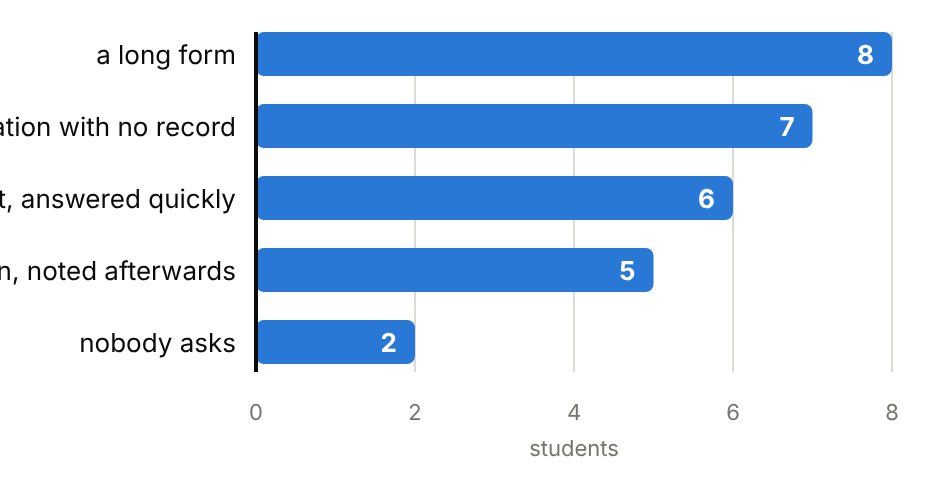 a long form
8
with no record
7
answered quickly
6
noted afterwards
5
nobody asks
2
0 2 4 6 8
students